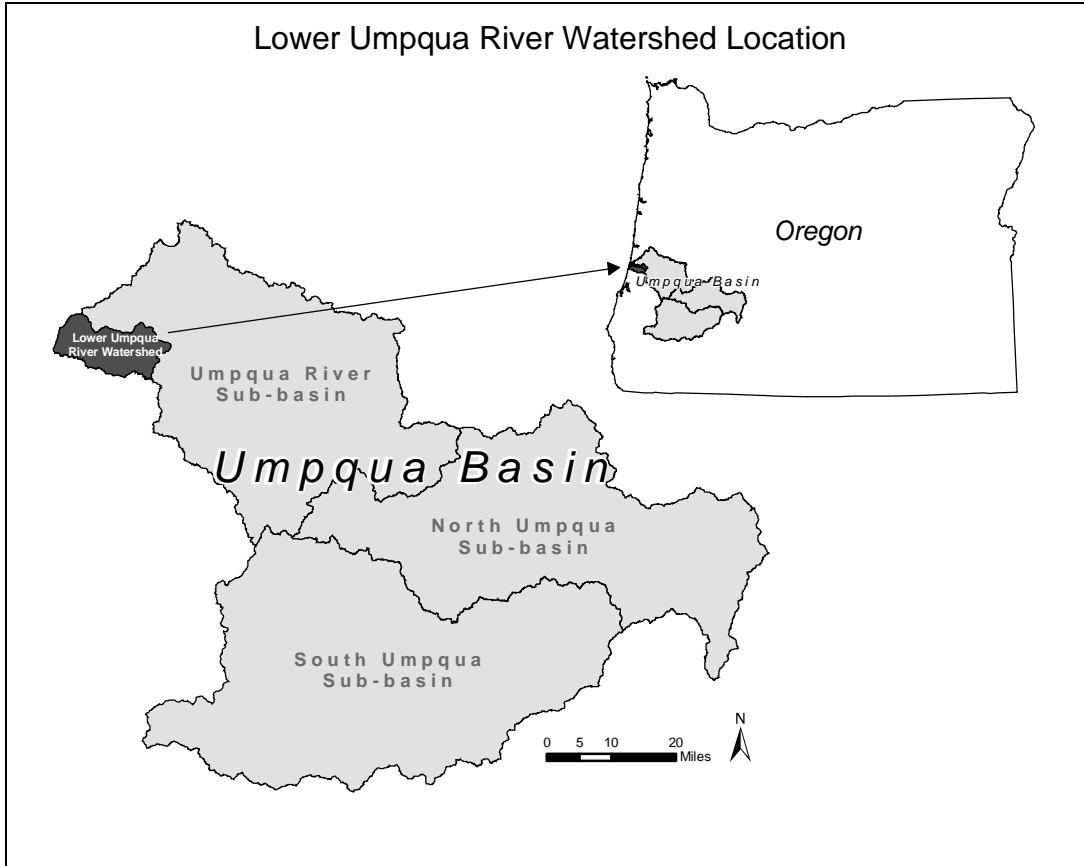 Lower Umpqua River Watershed Location
Oregon
Umpqua Basin
Lower Umpqua
River Watershed
Umpqua River
Sub-basin
Umpqua Basin
North Umpqua
Sub-basin
South Umpqua
Sub-basin
0 5 10 20
Miles
N